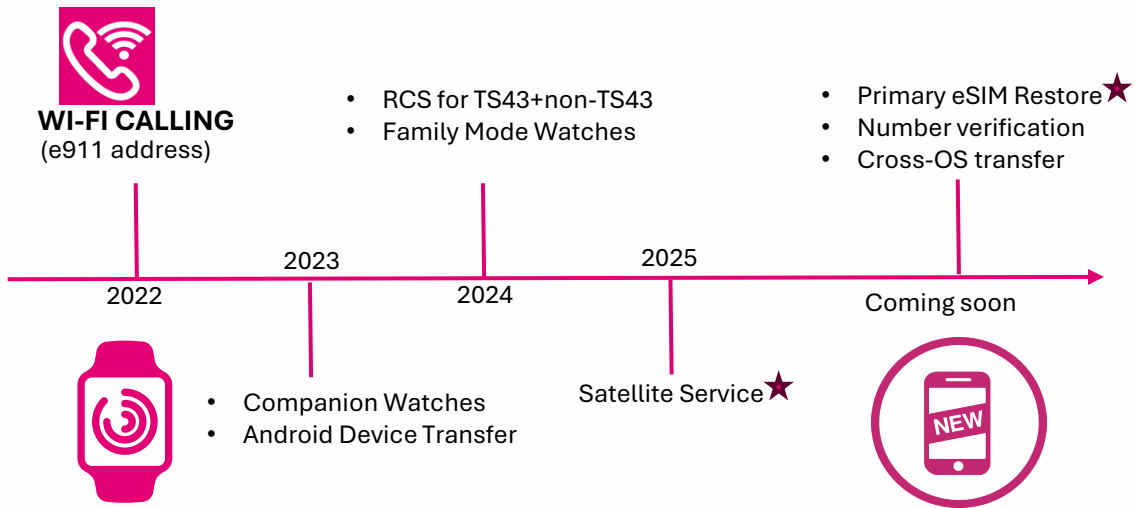 WI-FI CALLING
(e911 address)
• RCS for TS43+non-TS43
• Family Mode Watches
• Primary eSIM Restore
• Number verification
• Cross-OS transfer
2023
2025
2022
2024
Coming soon
• Companion Watches
• Android Device Transfer
Satellite Service
NEW